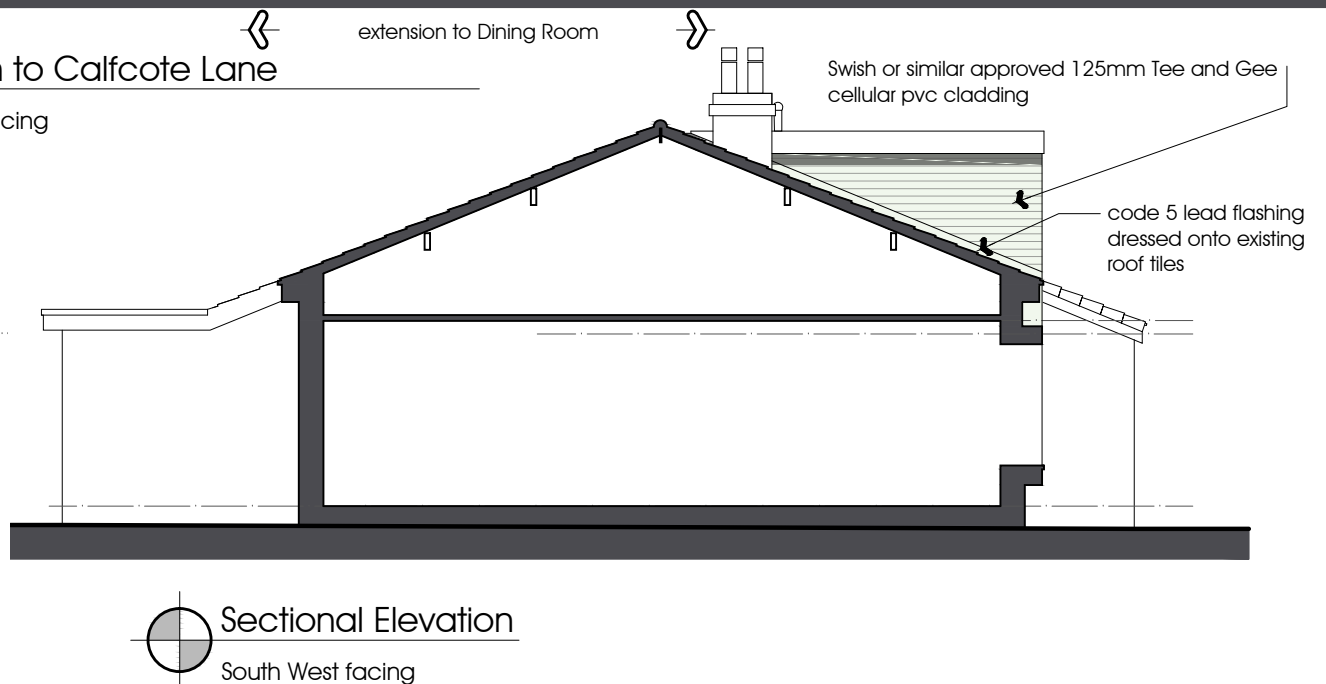 extension to Dining Room
to Calfcote Lane
Swish or similar approved 125mm Tee and Gee
cellular pvc cladding
code 5 lead flashing
dressed onto existing
roof tiles
Sectional Elevation
South West facing